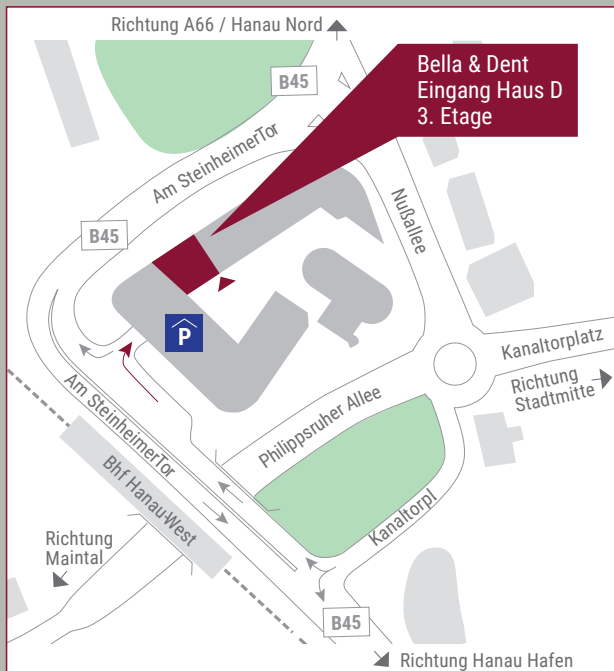 Richtung A66 / Hanau Nord
Bella & Dent
Eingang Haus D
3. Etage
B45
Am SteinheimerTor
Nußallee
B45
P
Kanaltorplatz
Richtung
Stadtmitte
Philippsruher Allee
Am SteinheimerTor
Bhf Hanau-West
Kanaltorpl
Richtung
Maintal
B45
Richtung Hanau Hafen